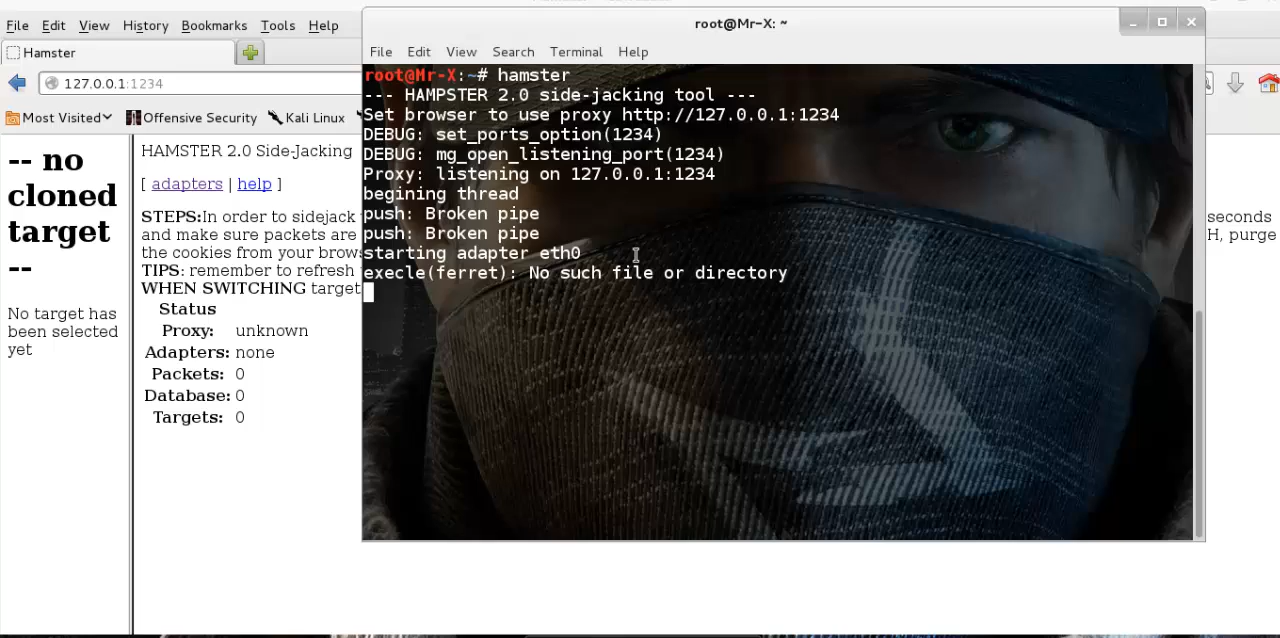 File Edit View History Bookmarks Tools Help
Hamster
127.0.0.1:1234
Most Visited Offensive Security Kali Linux
-- no
cloned
target
--
No target has
been selected
yet
HAMSTER 2.0 Side-Jacking
[ adapters | help ]
STEPS:In order to sidejack
seconds
and make sure packets are
H, purge
the cookies from your brows
TIPS: remember to refresh
WHEN SWITCHING target
Status
Proxy: unknown
Adapters: none
Packets: 0
Database: 0
Targets: 0
root@Mr-X: ~
File Edit View Search Terminal Help
root@Mr-X:~# hamster
--- HAMPSTER 2.0 side-jacking tool ---
Set browser to use proxy http://127.0.0.1:1234
DEBUG: set_ports_option(1234)
DEBUG: mg_open_listening_port(1234)
Proxy: listening on 127.0.0.1:1234
begining thread
push: Broken pipe
push: Broken pipe
starting adapter eth0
execle(ferret): No such file or directory